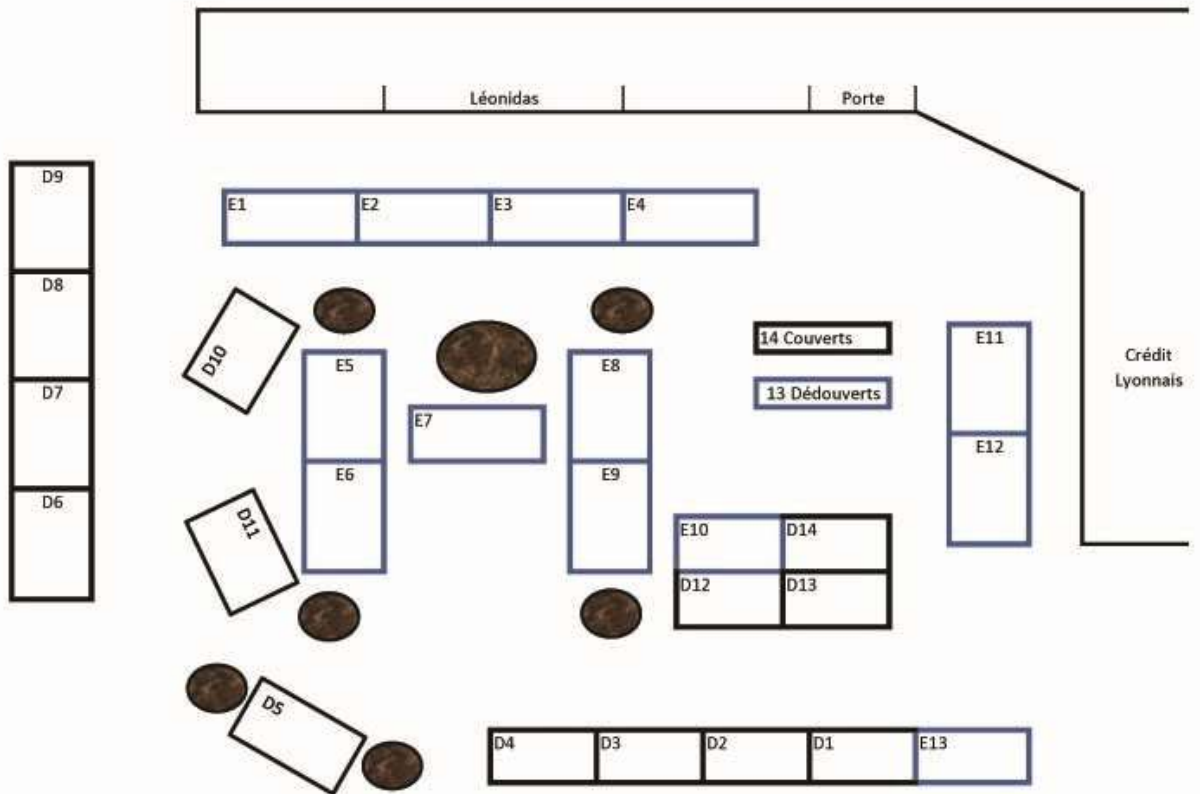 Léonidas
Porte
D9
E1
E2
E3
E4
D8
D10
E5
E8
14 Couverts
E11
Crédit
Lyonnais
D7
E7
13 Dédouverts
E6
E9
E12
D6
D11
E10
D14
D12
D13
D5
D4
D3
D2
D1
E13